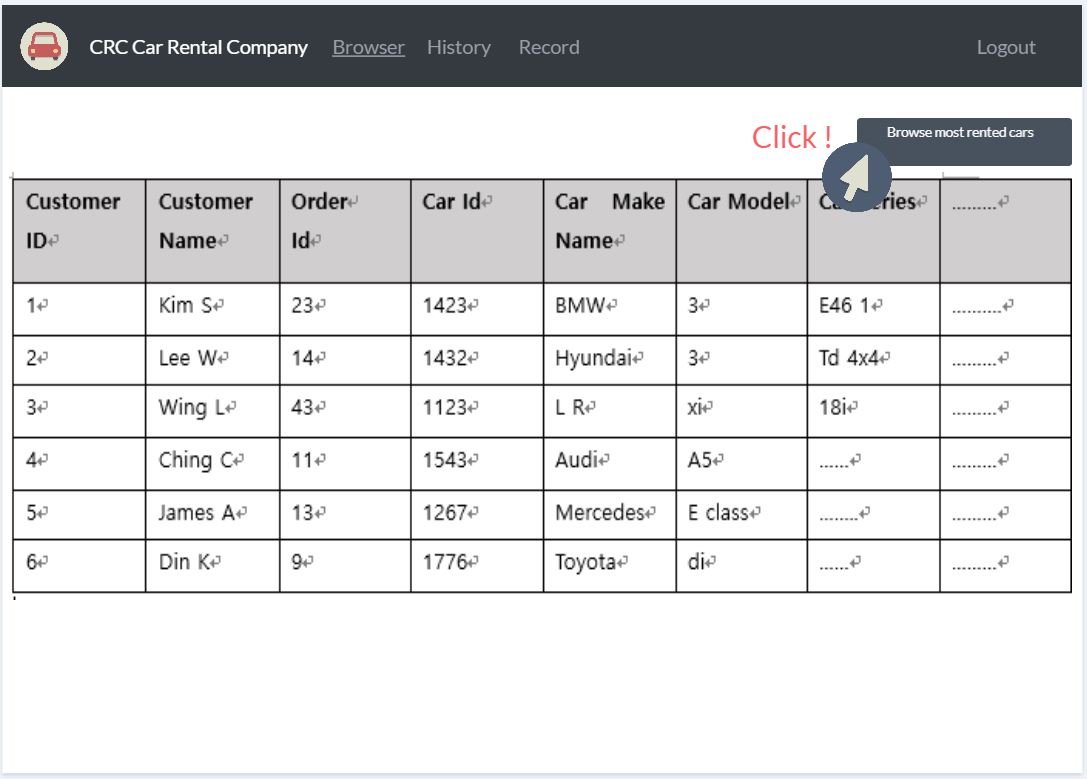 CRC Car Rental Company Browser History Record Logout
Click ! Browse most rented cars
Customer Customer Order↵ Car Id↵ Car Make Car Model↵ ↵ .........↵
ID↵ Name↵ Id↵ Name↵
1↵ Kim S↵ 23↵ 1423↵ BMW↵ 3↵ E46 1↵ ..........↵
2↵ Lee W↵ 14↵ 1432↵ Hyundai↵ 3↵ Td 4x4↵ .........↵
3↵ Wing L↵ 43↵ 1123↵ L R↵ xi↵ 18i↵ .........↵
4↵ Ching C↵ 11↵ 1543↵ Audi↵ A5↵ ......↵ .........↵
5↵ James A↵ 13↵ 1267↵ Mercedes↵ E class↵ ........↵ .........↵
6↵ Din K↵ 9↵ 1776↵ Toyota↵ di↵ ......↵ .........↵